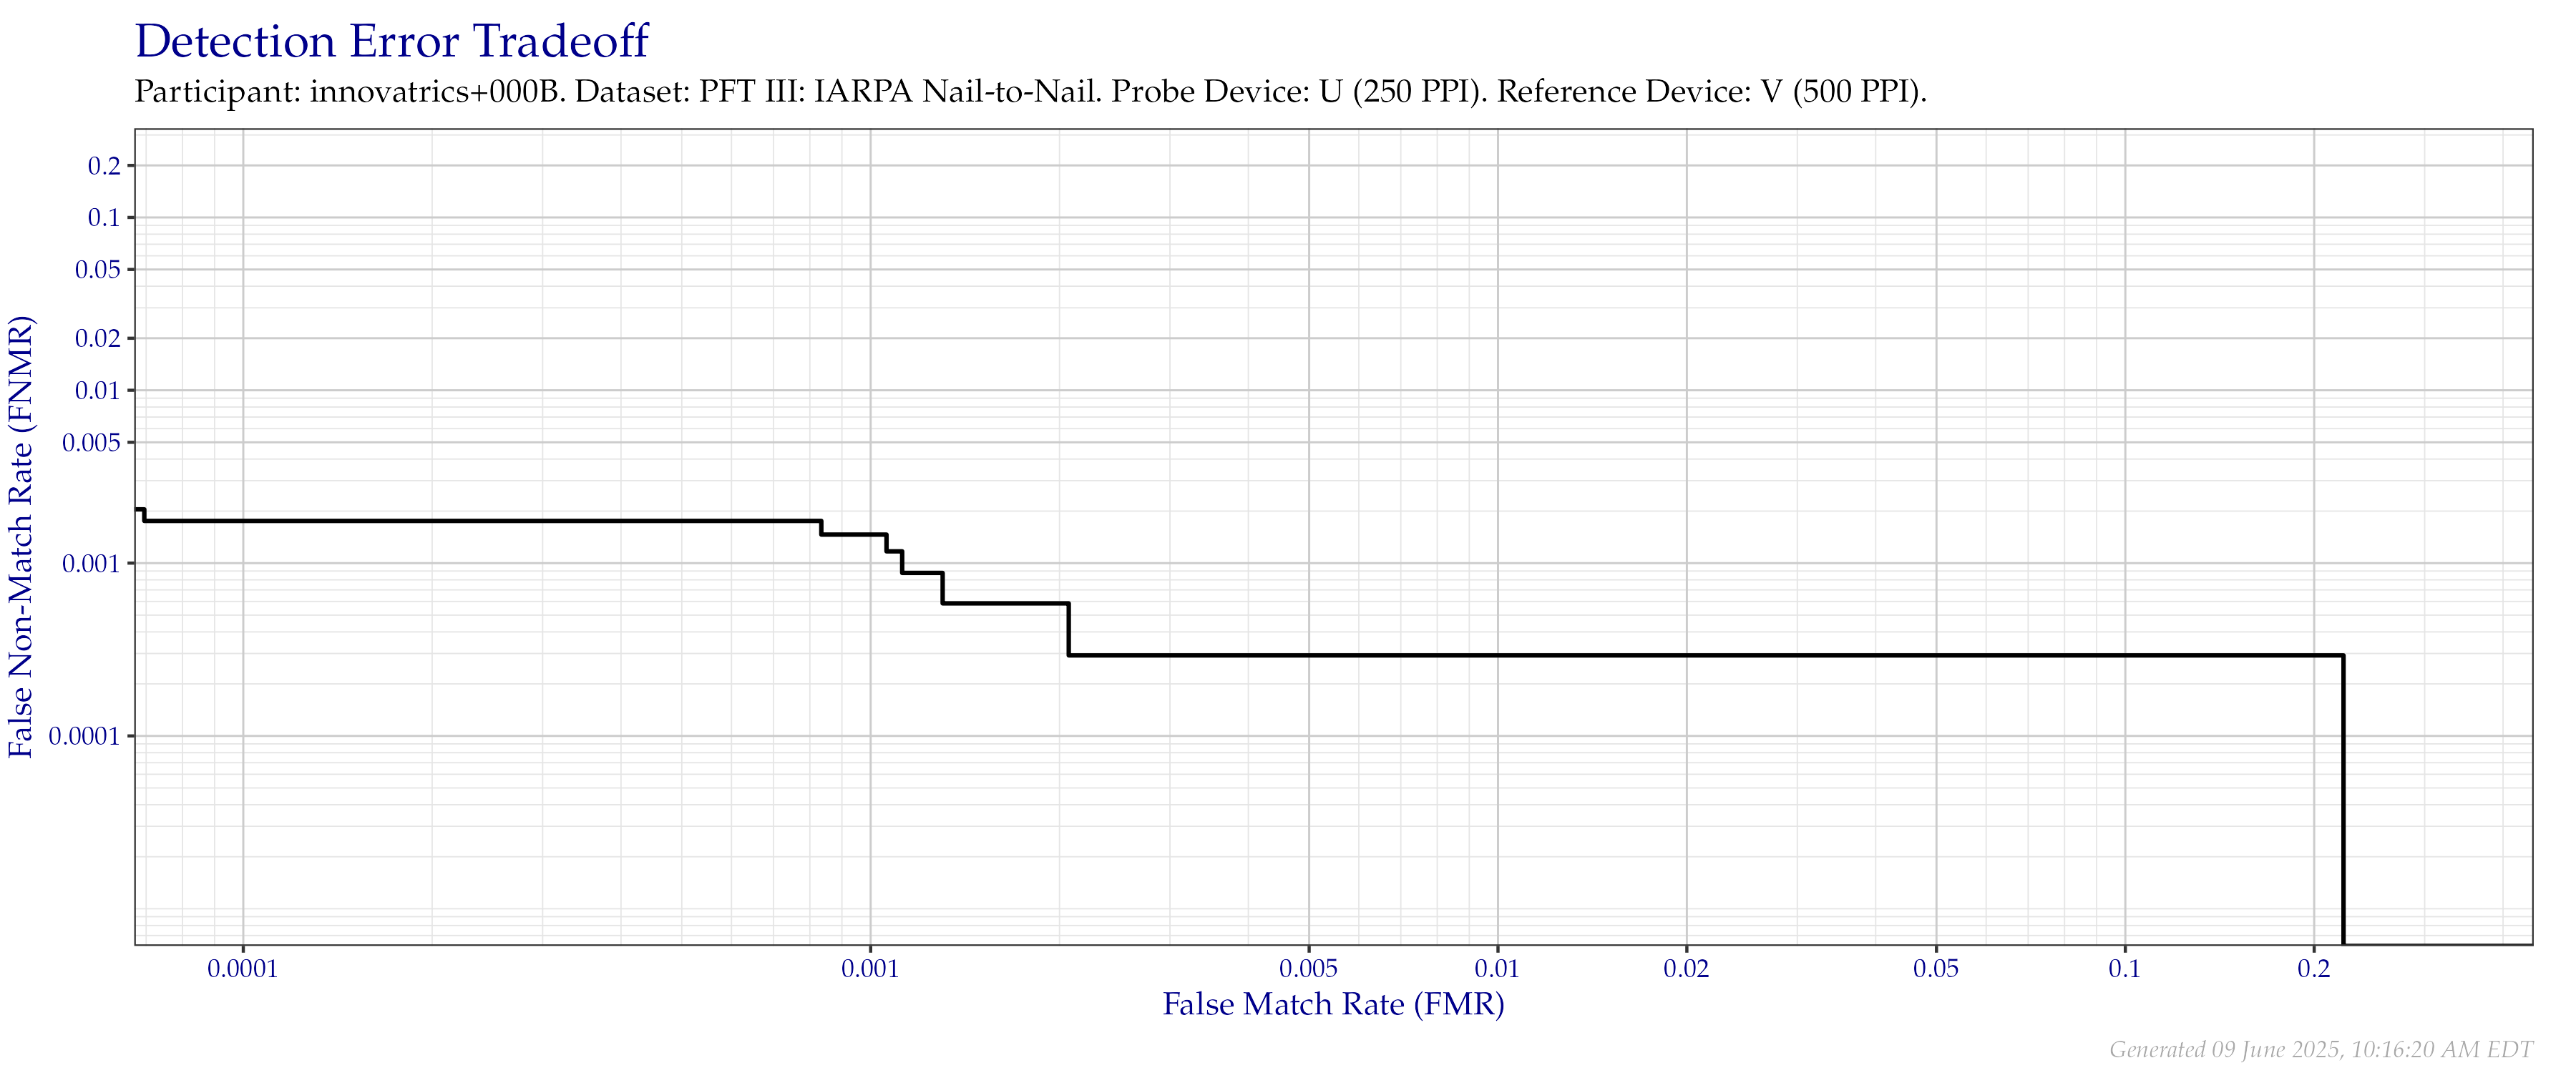 Detection Error Tradeoff
Participant: innovatrics+000B. Dataset: PFT III: IARPA Nail-to-Nail. Probe Device: U (250 PPI). Reference Device: V (500 PPI).
False Non-Match Rate (FNMR)
0.2
0.1
0.05
0.02
0.01
0.005
0.001
0.0001
0.0001 0.001 0.005 0.01 0.02 0.05 0.1 0.2
False Match Rate (FMR)
Generated 09 June 2025, 10:16:20 AM EDT